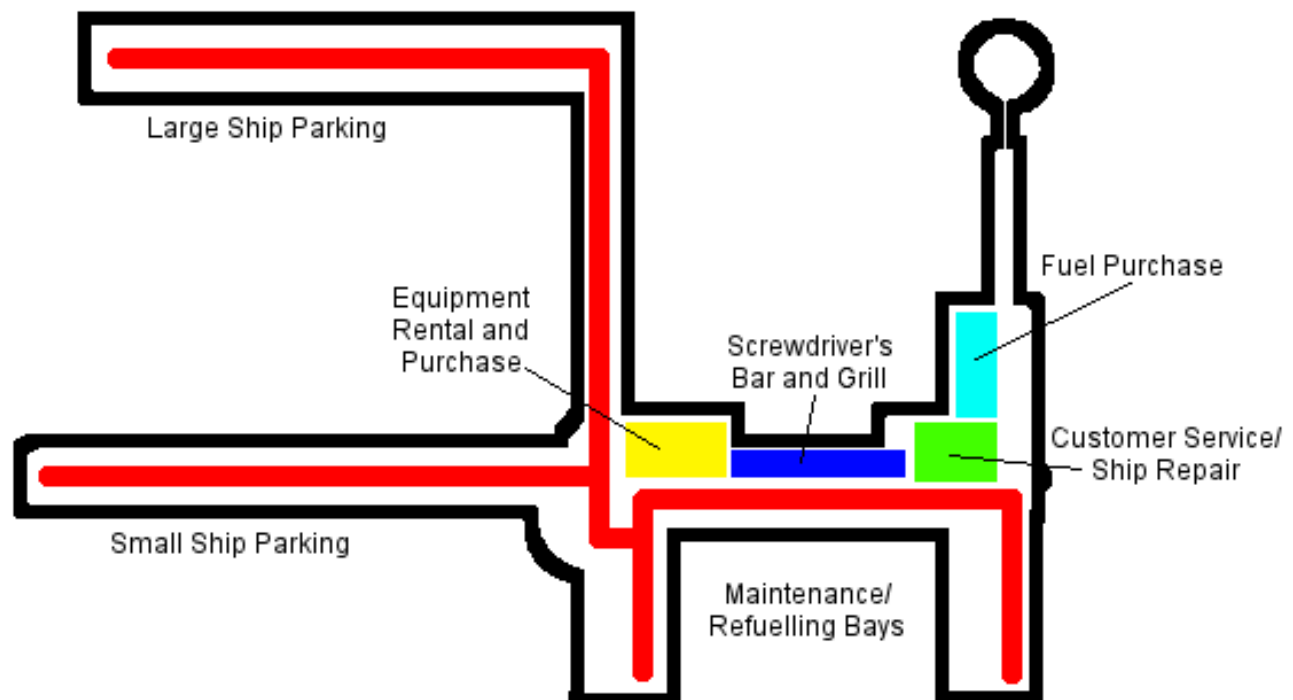 Large Ship Parking
Fuel Purchase
Equipment
Rental and
Purchase
Screwdriver's
Bar and Grill
Customer Service/
Ship Repair
Small Ship Parking
Maintenance/
Refuelling Bays